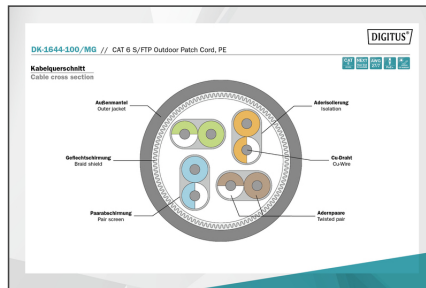 DIGITUS®
DK-1644-100/MG // CAT 6 S/FTP Outdoor Patch Cord, PE
Kabelquerschnitt
Cable cross section
Außenmantel
Outer jacket
Aderisolierung
Isolation
Geflechtschirmung
Braid shield
Cu-Draht
Cu-Wire
Paarabschirmung
Pair screen
Adernpaare
Twisted pair